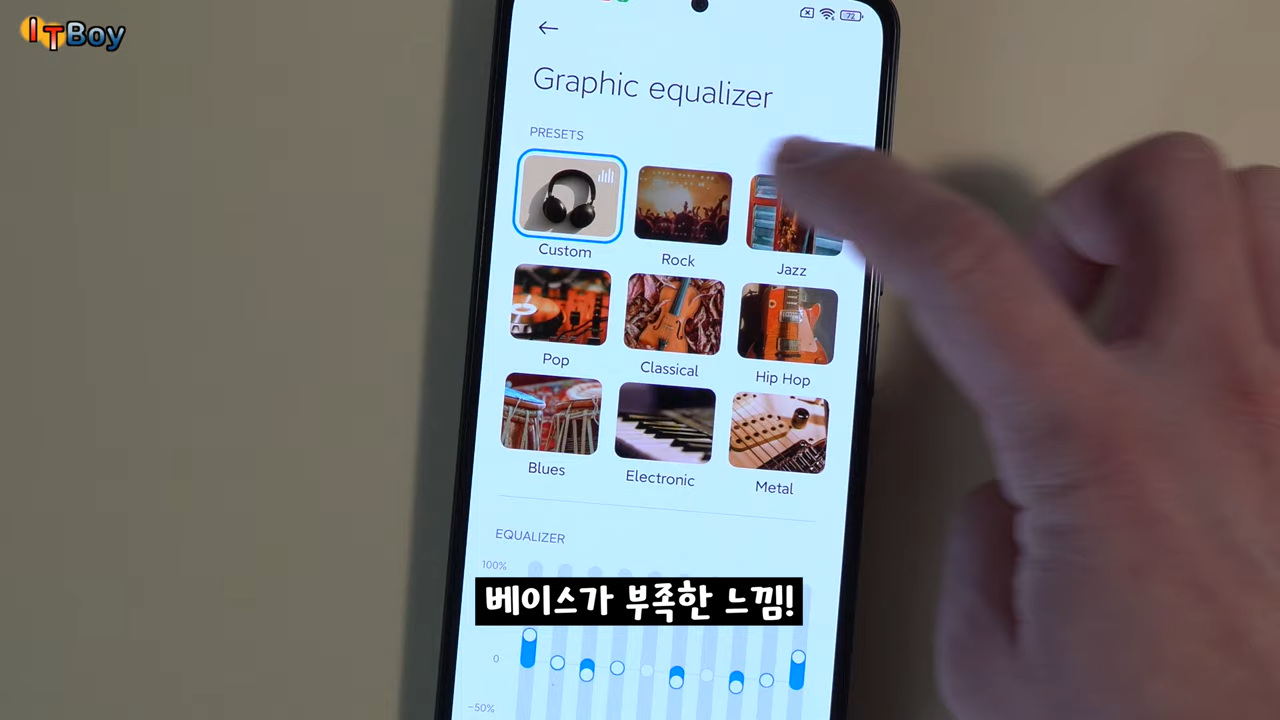 ITBoy
72
Graphic equalizer
PRESETS
Custom
Rock
Jazz
Pop
Classical
Hip Hop
Blues
Electronic
Metal
EQUALIZER
100%
베이스가 부족한 느낌!
0
-50%